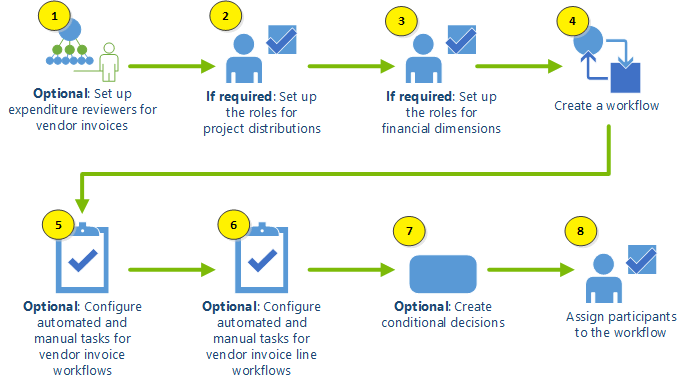 1
Optional: Set up
expenditure reviewers for
vendor invoices
2
If required: Set up
the roles for
project distributions
3
If required: Set up
the roles for
financial dimensions
4
Create a workflow
5
Optional: Configure
automated and
manual tasks for
vendor invoice
workflows
6
Optional: Configure
automated and
manual tasks for
vendor invoice line
workflows
7
Optional: Create
conditional decisions
8
Assign participants
to the workflow